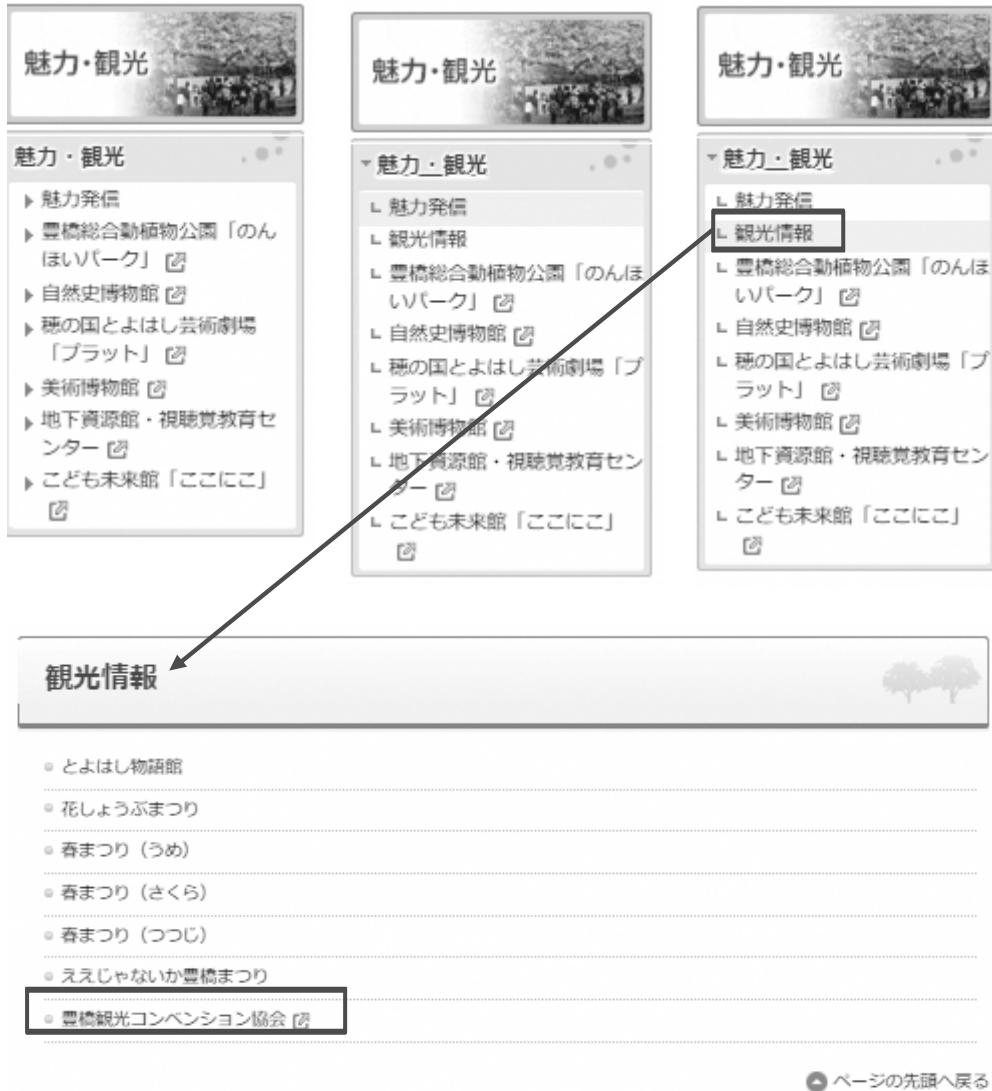 魅力・観光
魅力・観光
魅力発信
豊橋総合動植物公園「のん
ほいパーク」
自然史博物館
穂の国とよはし芸術劇場
「プラット」
美術博物館
地下資源館・視聴覚教育セ
ンター
こども未来館「ここにこ」
魅力・観光
魅力・観光
魅力発信
観光情報
豊橋総合動植物公園「のんほ
いパーク」
自然史博物館
穂の国とよはし芸術劇場「プ
ラット」
美術博物館
地下資源館・視聴覚教育セン
ター
こども未来館「ここにこ」
魅力・観光
魅力・観光
魅力発信
観光情報
豊橋総合動植物公園「のんほ
いパーク」
自然史博物館
穂の国とよはし芸術劇場「プ
ラット」
美術博物館
地下資源館・視聴覚教育セン
ター
こども未来館「ここにこ」
観光情報
とよはし物語館
花しょうぶまつり
春まつり（うめ）
春まつり（さくら）
春まつり（つつじ）
ええじゃないか豊橋まつり
豊橋観光コンベンション協会
ページの先頭へ戻る